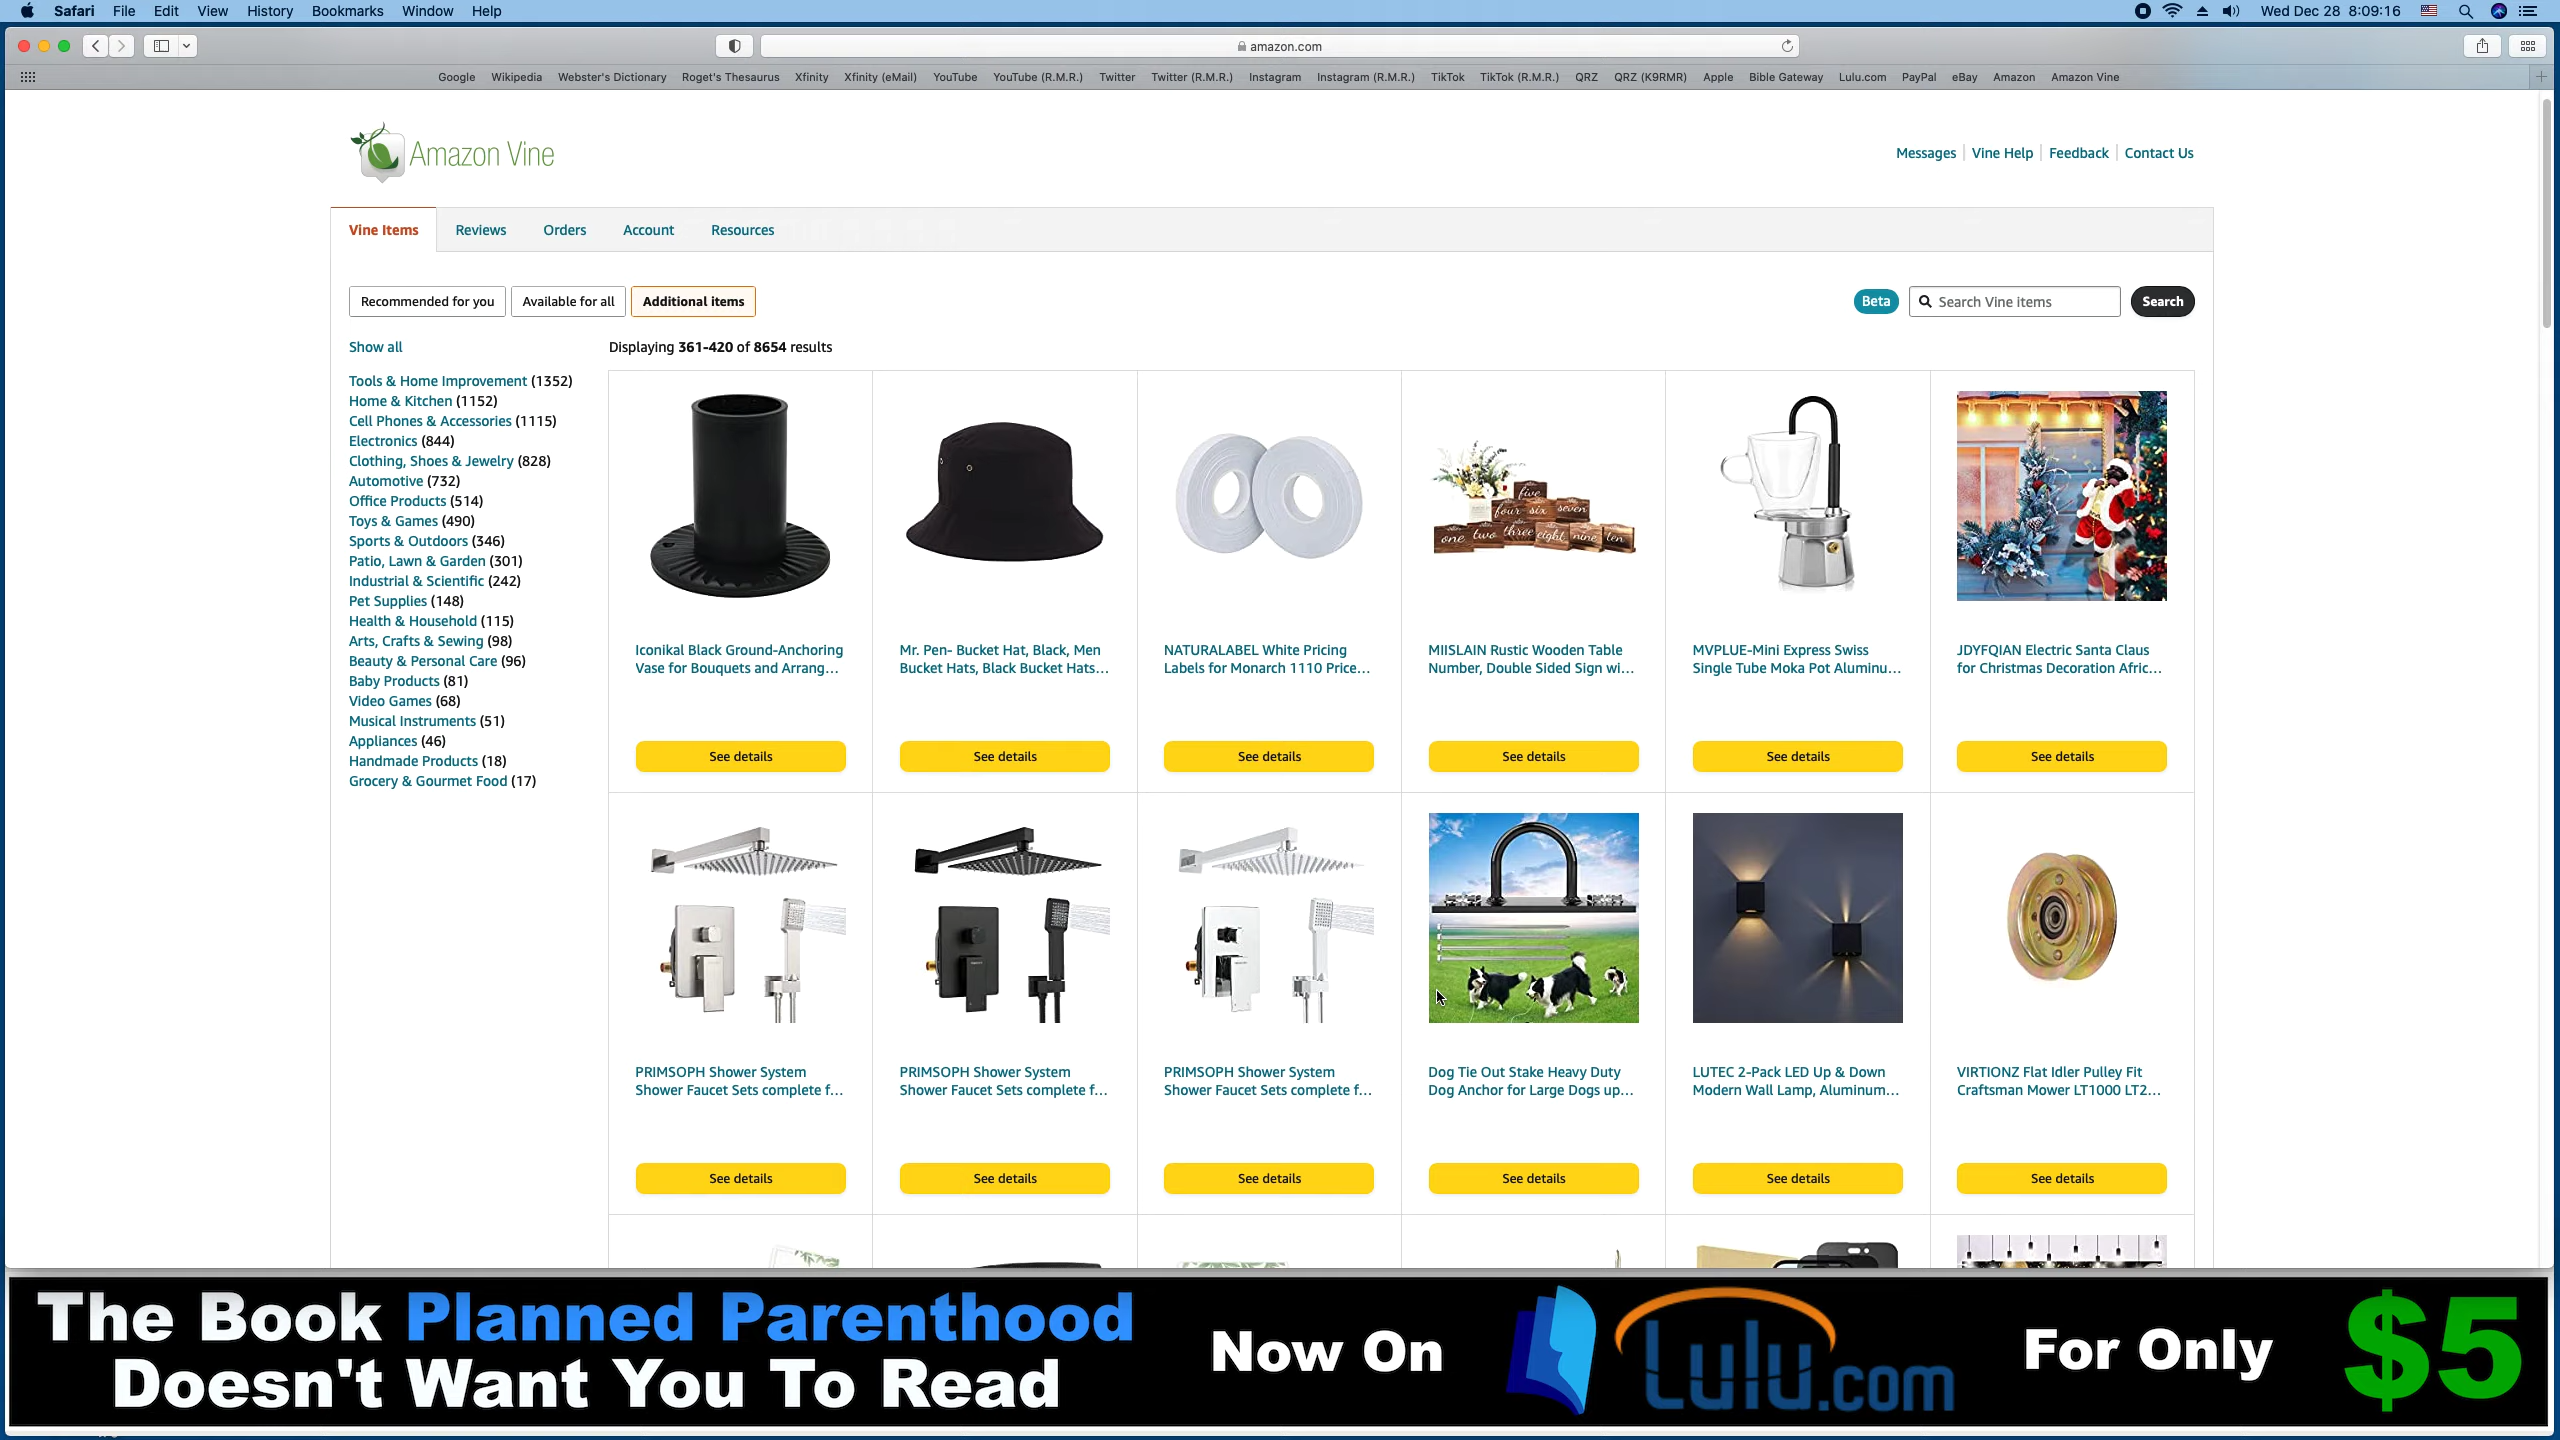 Safari File Edit View History Bookmarks Window Help
Wed Dec 28 8:09:16
amazon.com
Google Wikipedia Webster's Dictionary Roget's Thesaurus Xfinity Xfinity (eMail) YouTube YouTube (R.M.R.) Twitter Twitter (R.M.R.) Instagram Instagram (R.M.R.) TikTok TikTok (R.M.R.) QRZ QRZ (K9RMR) Apple Bible Gateway Lulu.com PayPal eBay Amazon Amazon Vine
Amazon Vine
Messages Vine Help Feedback Contact Us
Vine Items Reviews Orders Account Resources
Recommended for you Available for all Additional items
Beta Search Vine items Search
Show all
Displaying 361-420 of 8654 results
Tools & Home Improvement (1352)
Home & Kitchen (1152)
Cell Phones & Accessories (1115)
Electronics (844)
Clothing, Shoes & Jewelry (828)
Automotive (732)
Office Products (514)
Toys & Games (490)
Sports & Outdoors (346)
Patio, Lawn & Garden (301)
Industrial & Scientific (242)
Pet Supplies (148)
Health & Household (115)
Arts, Crafts & Sewing (98)
Beauty & Personal Care (96)
Baby Products (81)
Video Games (68)
Musical Instruments (51)
Appliances (46)
Handmade Products (18)
Grocery & Gourmet Food (17)
five
four six seven
one two three eight nine ten
Iconikal Black Ground-Anchoring
Vase for Bouquets and Arrang...
Mr. Pen- Bucket Hat, Black, Men
Bucket Hats, Black Bucket Hats...
NATURALABEL White Pricing
Labels for Monarch 1110 Price...
MIISLAIN Rustic Wooden Table
Number, Double Sided Sign wi...
MVPLUE-Mini Express Swiss
Single Tube Moka Pot Aluminu...
JDYFQIAN Electric Santa Claus
for Christmas Decoration Afric...
See details See details See details See details See details See details
PRIMSOPH Shower System
Shower Faucet Sets complete f...
PRIMSOPH Shower System
Shower Faucet Sets complete f...
PRIMSOPH Shower System
Shower Faucet Sets complete f...
Dog Tie Out Stake Heavy Duty
Dog Anchor for Large Dogs up...
LUTEC 2-Pack LED Up & Down
Modern Wall Lamp, Aluminum...
VIRTIONZ Flat Idler Pulley Fit
Craftsman Mower LT1000 LT2...
See details See details See details See details See details See details
The Book Planned Parenthood
Doesn't Want You To Read
Now On
Lulu.com
For Only
$5